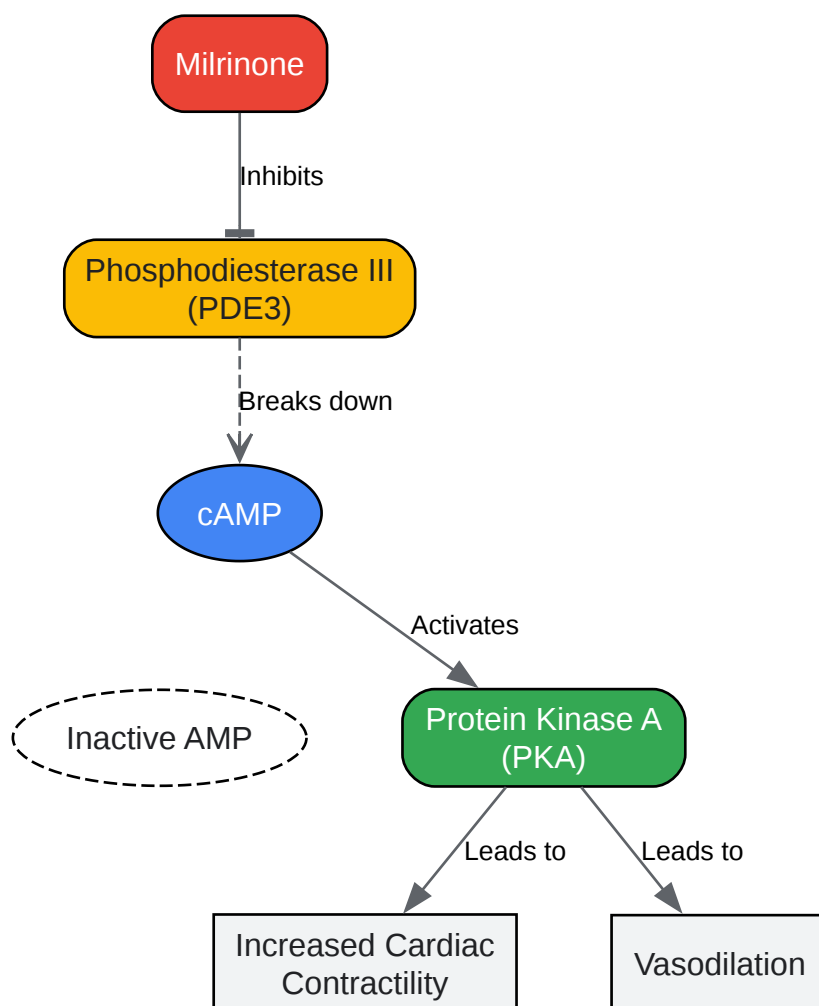 Milrinone
Inhibits
Phosphodiesterase III
(PDE3)
Breaks down
cAMP
Activates
Inactive AMP
Protein Kinase A
(PKA)
Leads to
Leads to
Increased Cardiac
Contractility
Vasodilation